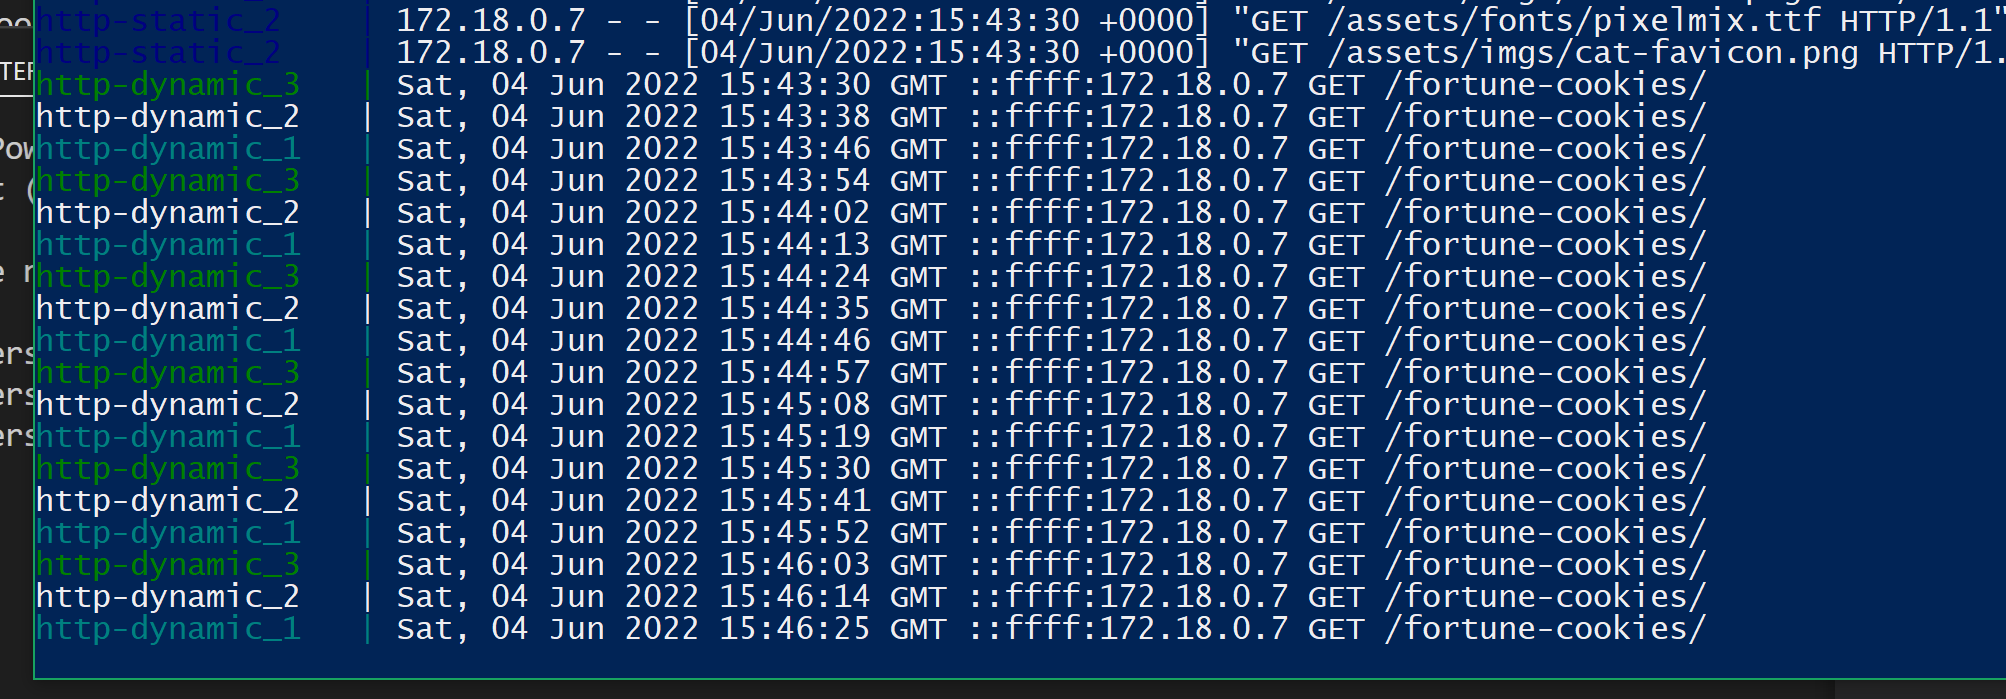 http-static_2 | 172.18.0.7 - - [04/Jun/2022:15:43:30 +0000] "GET /assets/fonts/pixelmix.ttf HTTP/1.1"
http-static_2 | 172.18.0.7 - - [04/Jun/2022:15:43:30 +0000] "GET /assets/imgs/cat-favicon.png HTTP/1.
http-dynamic_3 | Sat, 04 Jun 2022 15:43:30 GMT ::ffff:172.18.0.7 GET /fortune-cookies/
http-dynamic_2 | Sat, 04 Jun 2022 15:43:38 GMT ::ffff:172.18.0.7 GET /fortune-cookies/
http-dynamic_1 | Sat, 04 Jun 2022 15:43:46 GMT ::ffff:172.18.0.7 GET /fortune-cookies/
http-dynamic_3 | Sat, 04 Jun 2022 15:43:54 GMT ::ffff:172.18.0.7 GET /fortune-cookies/
http-dynamic_2 | Sat, 04 Jun 2022 15:44:02 GMT ::ffff:172.18.0.7 GET /fortune-cookies/
http-dynamic_1 | Sat, 04 Jun 2022 15:44:13 GMT ::ffff:172.18.0.7 GET /fortune-cookies/
http-dynamic_3 | Sat, 04 Jun 2022 15:44:24 GMT ::ffff:172.18.0.7 GET /fortune-cookies/
http-dynamic_2 | Sat, 04 Jun 2022 15:44:35 GMT ::ffff:172.18.0.7 GET /fortune-cookies/
http-dynamic_1 | Sat, 04 Jun 2022 15:44:46 GMT ::ffff:172.18.0.7 GET /fortune-cookies/
http-dynamic_3 | Sat, 04 Jun 2022 15:44:57 GMT ::ffff:172.18.0.7 GET /fortune-cookies/
http-dynamic_2 | Sat, 04 Jun 2022 15:45:08 GMT ::ffff:172.18.0.7 GET /fortune-cookies/
http-dynamic_1 | Sat, 04 Jun 2022 15:45:19 GMT ::ffff:172.18.0.7 GET /fortune-cookies/
http-dynamic_3 | Sat, 04 Jun 2022 15:45:30 GMT ::ffff:172.18.0.7 GET /fortune-cookies/
http-dynamic_2 | Sat, 04 Jun 2022 15:45:41 GMT ::ffff:172.18.0.7 GET /fortune-cookies/
http-dynamic_1 | Sat, 04 Jun 2022 15:45:52 GMT ::ffff:172.18.0.7 GET /fortune-cookies/
http-dynamic_3 | Sat, 04 Jun 2022 15:46:03 GMT ::ffff:172.18.0.7 GET /fortune-cookies/
http-dynamic_2 | Sat, 04 Jun 2022 15:46:14 GMT ::ffff:172.18.0.7 GET /fortune-cookies/
http-dynamic_1 | Sat, 04 Jun 2022 15:46:25 GMT ::ffff:172.18.0.7 GET /fortune-cookies/